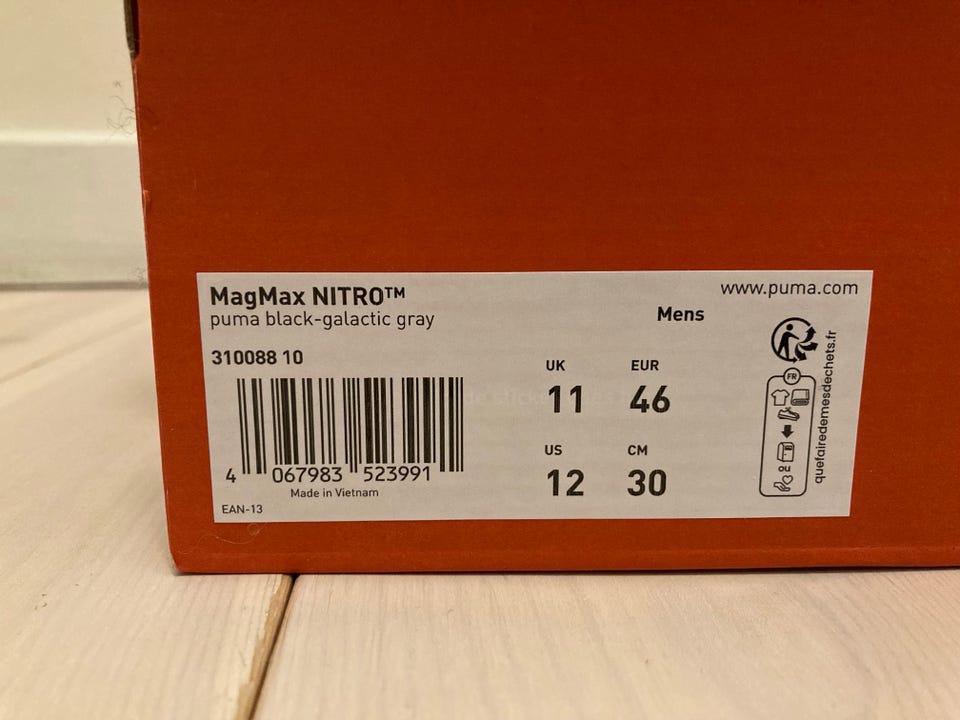 MagMax NITRO™
puma black-galactic gray
www.puma.com
Mens
310088 10
UK
EUR
11
46
US
CM
12
30
4 067983 523991
Made in Vietnam
EAN-13
FR
ou
quefairedemesdechets.fr